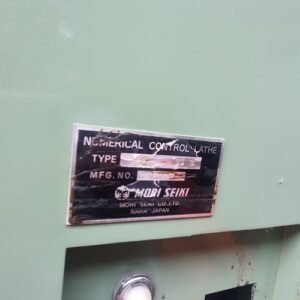 NUMERICAL CONTROL LATHE
TYPE
MFG. NO.
MORI SEIKI
MORI SEIKI CO., LTD.
NARA JAPAN